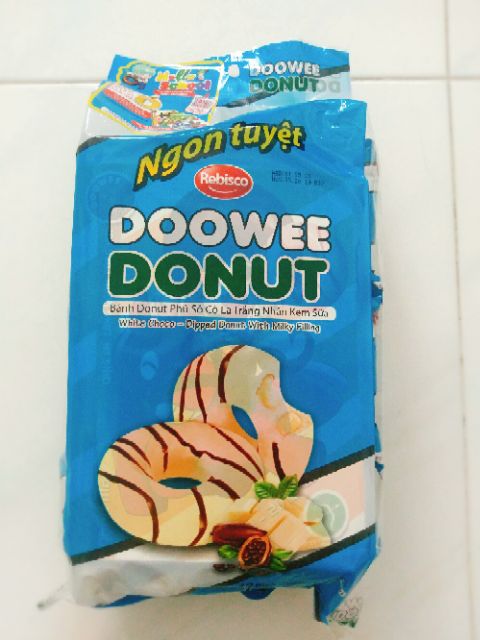 DOOWEE
DONUT
Ngon tuyệt
Rebisco
DOOWEE
DONUT
Bánh Donut Phủ Sô Cô La Trắng Nhân Kem Sữa
White Choco - Dipped Donut With Milky Filling